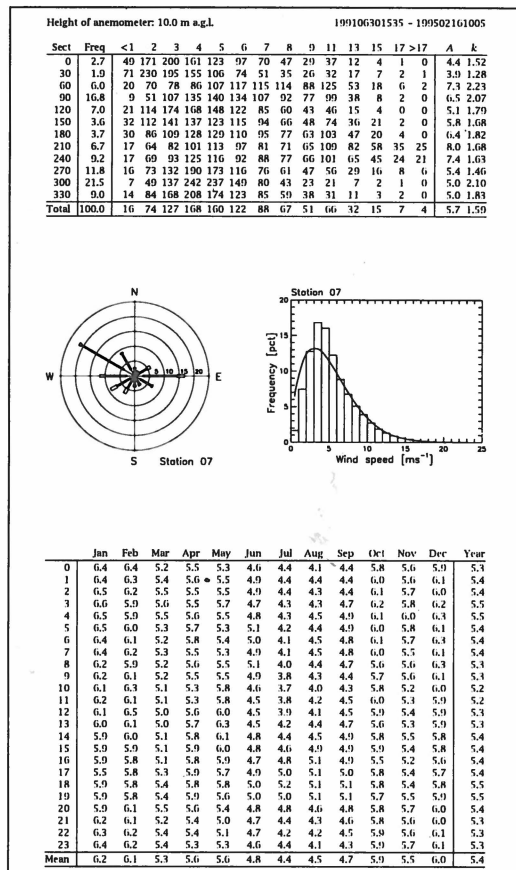 Height of anemometer: 10.0 m a.g.l. 199106301535 - 199502161005
Sect Freq <1 2 3 4 5 6 7 8 9 11 13 15 17 >17 A k
0 2.7 49 171 200 161 123 97 70 47 29 37 12 4 1 0 4.4 1.52
30 1.9 71 230 195 155 106 74 51 35 26 32 17 7 2 1 3.9 1.28
60 6.0 20 70 78 86 107 117 115 114 88 125 53 18 6 2 7.3 2.23
90 16.8 9 51 107 135 140 134 107 92 77 99 38 8 2 0 6.5 2.07
120 7.0 21 114 174 168 148 122 85 60 43 46 15 4 0 0 5.1 1.79
150 3.6 32 112 141 137 123 115 94 66 48 74 36 21 2 0 5.8 1.68
180 3.7 30 86 109 128 129 110 95 77 63 103 47 20 4 0 6.4 1.82
210 6.7 17 64 82 101 113 97 81 71 65 109 82 58 35 25 8.0 1.68
240 9.2 17 69 93 125 116 92 88 77 66 101 65 45 24 21 7.4 1.63
270 11.8 16 73 132 190 173 116 76 61 47 56 29 16 8 6 5.4 1.46
300 21.5 7 49 137 242 237 149 80 43 23 21 7 2 1 0 5.0 2.10
330 9.0 14 84 168 208 174 123 85 59 38 31 11 3 2 0 5.0 1.83
Total 100.0 16 74 127 168 160 122 88 67 51 66 32 15 7 4 5.7 1.59
N
W 5 10 15 E
S Station 07
Station 07
20
15
10
5
0
Frequency [pct]
0 5 10 15 20 25
Wind speed [ms⁻¹]
Jan Feb Mar Apr May Jun Jul Aug Sep Oct Nov Dec Year
0 6.4 6.4 5.2 5.5 5.3 4.6 4.4 4.1 4.4 5.8 5.6 5.9 5.3
1 6.4 6.3 5.4 5.6 5.5 4.9 4.4 4.4 4.4 6.0 5.6 6.1 5.4
2 6.5 6.2 5.5 5.5 5.5 4.9 4.4 4.3 4.4 6.1 5.7 6.0 5.4
3 6.6 5.9 5.6 5.5 5.7 4.7 4.3 4.3 4.7 6.2 5.8 6.2 5.5
4 6.5 5.9 5.5 5.6 5.5 4.8 4.3 4.5 4.9 6.1 6.0 6.3 5.5
5 6.5 6.0 5.3 5.7 5.3 5.1 4.2 4.4 4.9 6.0 5.8 6.1 5.4
6 6.4 6.1 5.2 5.8 5.4 5.0 4.1 4.5 4.8 6.1 5.7 6.3 5.4
7 6.4 6.2 5.3 5.5 5.3 4.9 4.1 4.5 4.8 6.0 5.5 6.1 5.4
8 6.2 5.9 5.2 5.6 5.5 5.1 4.0 4.4 4.7 5.6 5.6 6.3 5.3
9 6.2 6.1 5.2 5.5 5.5 4.9 3.8 4.3 4.4 5.7 5.6 6.1 5.3
10 6.1 6.3 5.1 5.3 5.8 4.6 3.7 4.0 4.3 5.8 5.2 6.0 5.2
11 6.2 6.1 5.1 5.3 5.8 4.5 3.8 4.2 4.5 6.0 5.3 5.9 5.2
12 6.1 6.5 5.0 5.6 6.0 4.5 3.9 4.1 4.5 5.9 5.4 5.9 5.3
13 6.0 6.1 5.0 5.7 6.3 4.5 4.2 4.4 4.7 5.6 5.3 5.9 5.3
14 5.9 6.0 5.1 5.8 6.1 4.8 4.4 4.5 4.9 5.8 5.5 5.8 5.4
15 5.9 5.9 5.1 5.9 6.0 4.8 4.6 4.9 4.9 5.9 5.4 5.8 5.4
16 5.9 5.8 5.1 5.8 5.9 4.7 4.8 5.1 4.9 5.5 5.2 5.6 5.4
17 5.5 5.8 5.3 5.9 5.7 4.9 5.0 5.1 5.0 5.8 5.4 5.7 5.4
18 5.9 5.8 5.4 5.8 5.8 5.0 5.2 5.1 5.1 5.8 5.4 5.8 5.5
19 5.9 5.8 5.4 5.9 5.6 5.0 5.0 5.1 5.1 5.7 5.5 5.9 5.5
20 5.9 6.1 5.5 5.6 5.4 4.8 4.8 4.6 4.8 5.8 5.7 6.0 5.4
21 6.2 6.1 5.2 5.4 5.0 4.7 4.4 4.3 4.6 5.8 5.6 6.0 5.3
22 6.3 6.2 5.4 5.4 5.1 4.7 4.2 4.2 4.5 5.9 5.6 6.1 5.3
23 6.4 6.2 5.4 5.3 5.3 4.6 4.4 4.1 4.3 5.9 5.7 6.1 5.3
Mean 6.2 6.1 5.3 5.6 5.6 4.8 4.4 4.5 4.7 5.9 5.5 6.0 5.4